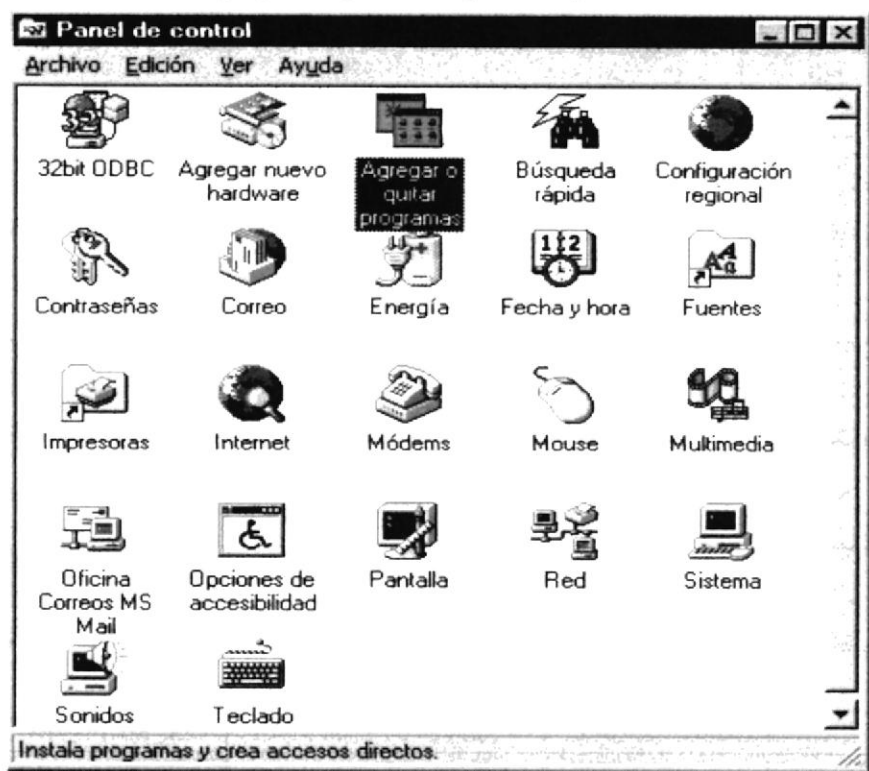 Panel de control
Archivo Edición Ver Ayuda
32bit ODBC
Agregar nuevo
hardware
Agregar o
quitar
programas
Búsqueda
rápida
Configuración
regional
Contraseñas
Correo
Energía
Fecha y hora
Fuentes
Impresoras
Internet
Módems
Mouse
Multimedia
Oficina
Correos MS
Mail
Opciones de
accesibilidad
Pantalla
Red
Sistema
Sonidos
Teclado
Instala programas y crea accesos directos.